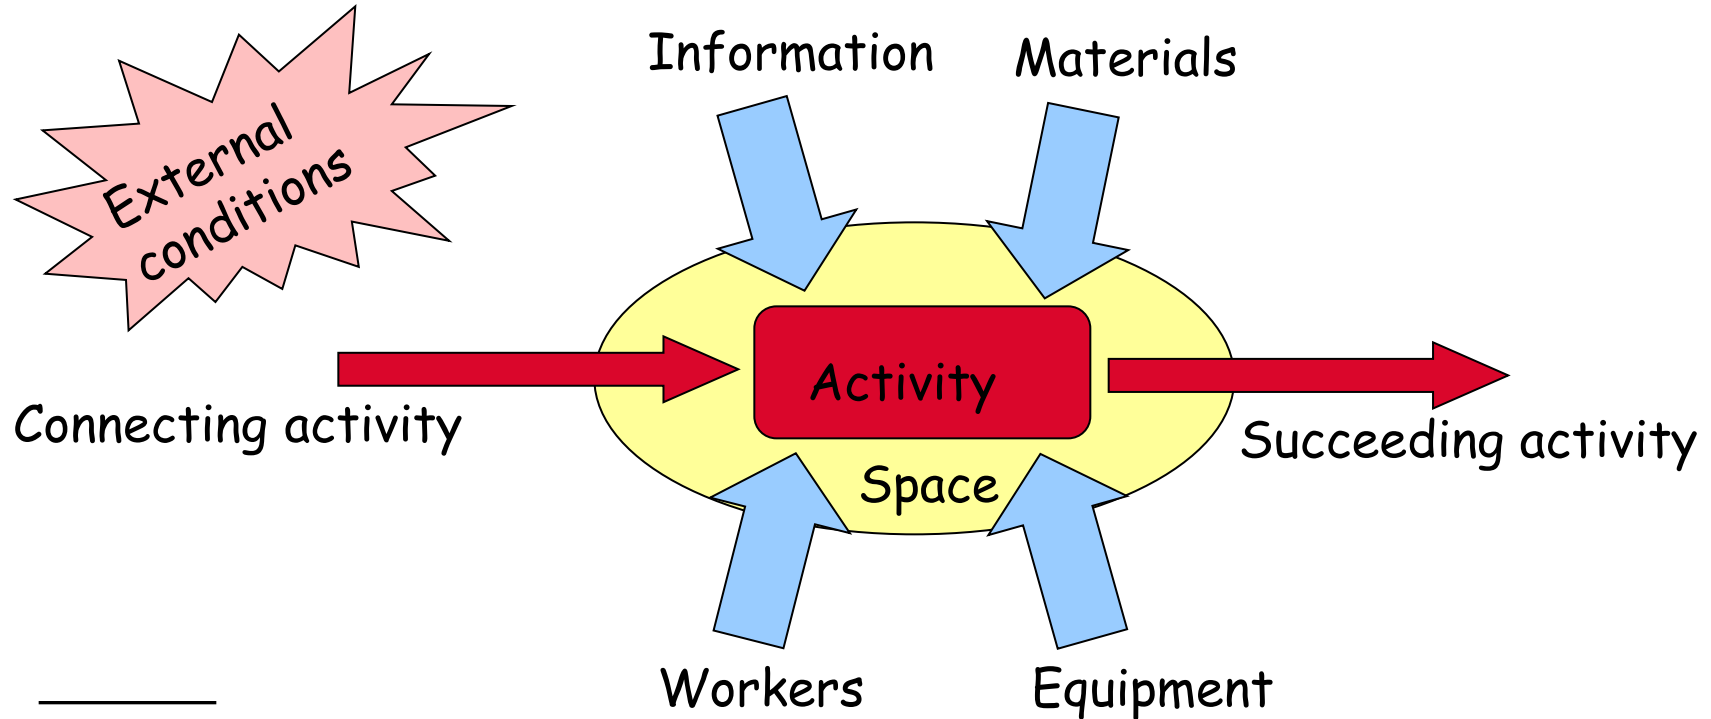 Information
Materials
External
conditions
Activity
Connecting activity
Succeeding activity
Space
Workers
Equipment